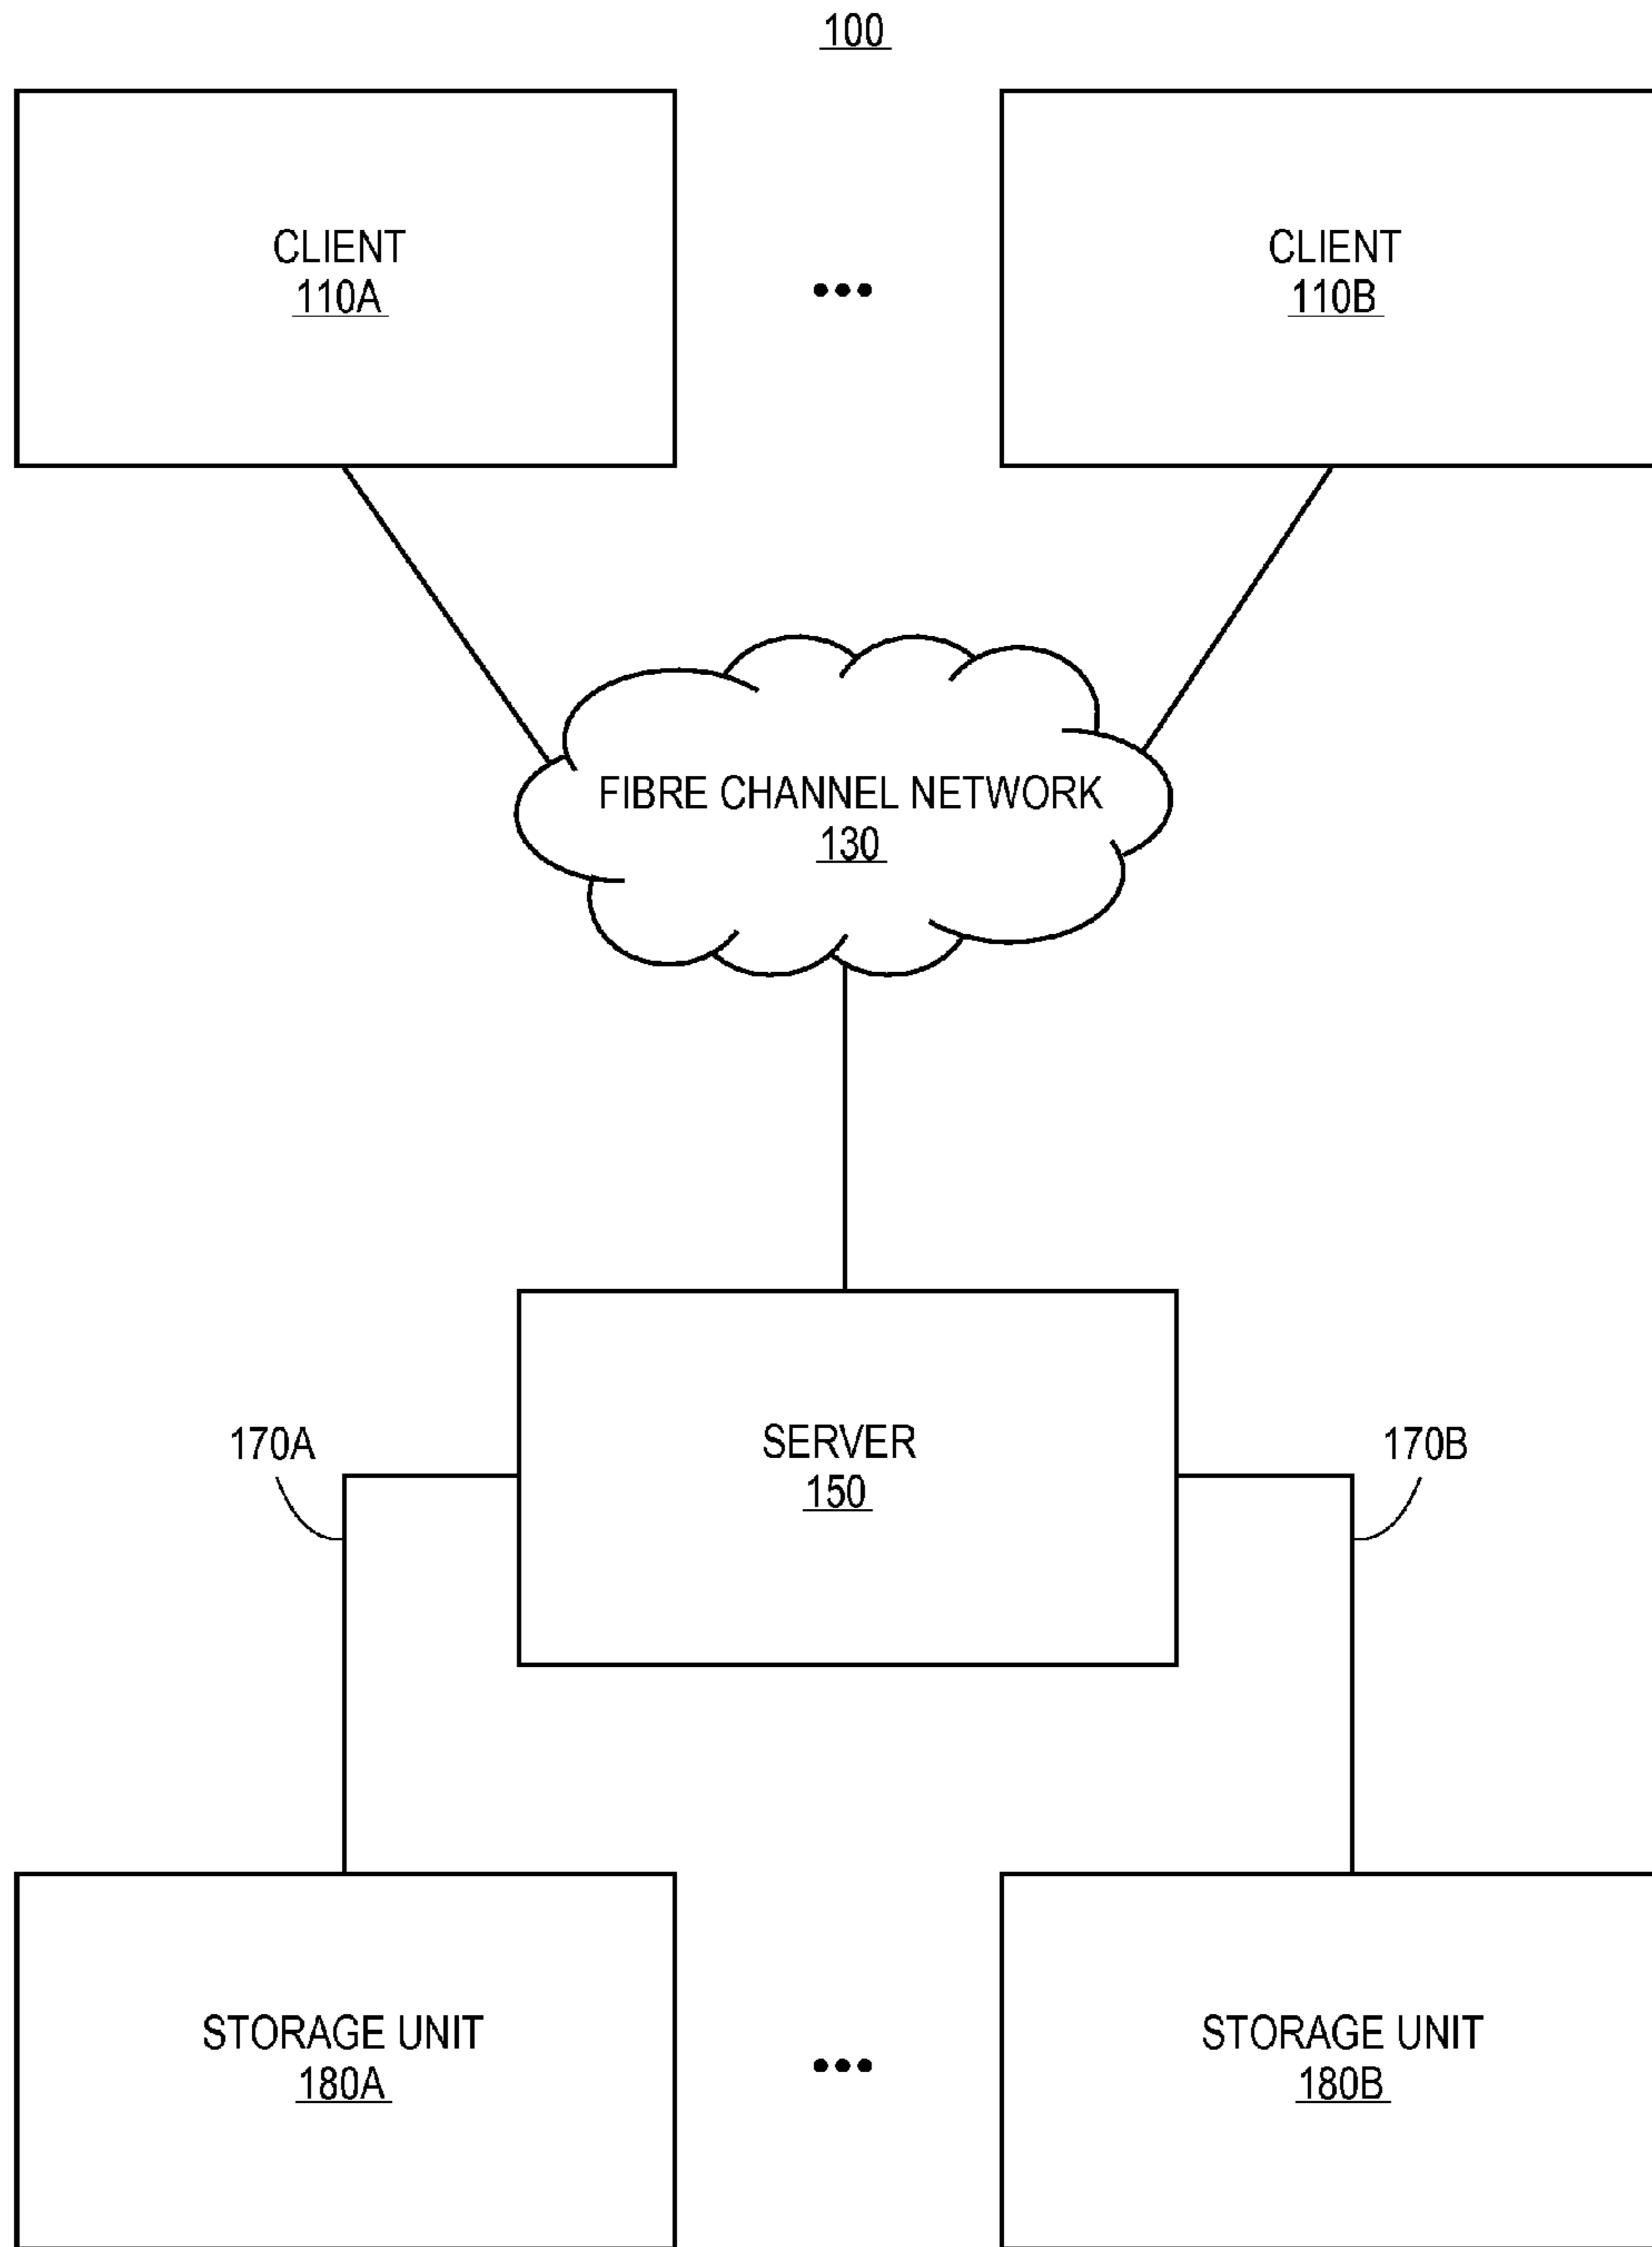 100
CLIENT
110A
•••
CLIENT
110B
FIBRE CHANNEL NETWORK
130
170A
SERVER
150
170B
STORAGE UNIT
180A
•••
STORAGE UNIT
180B